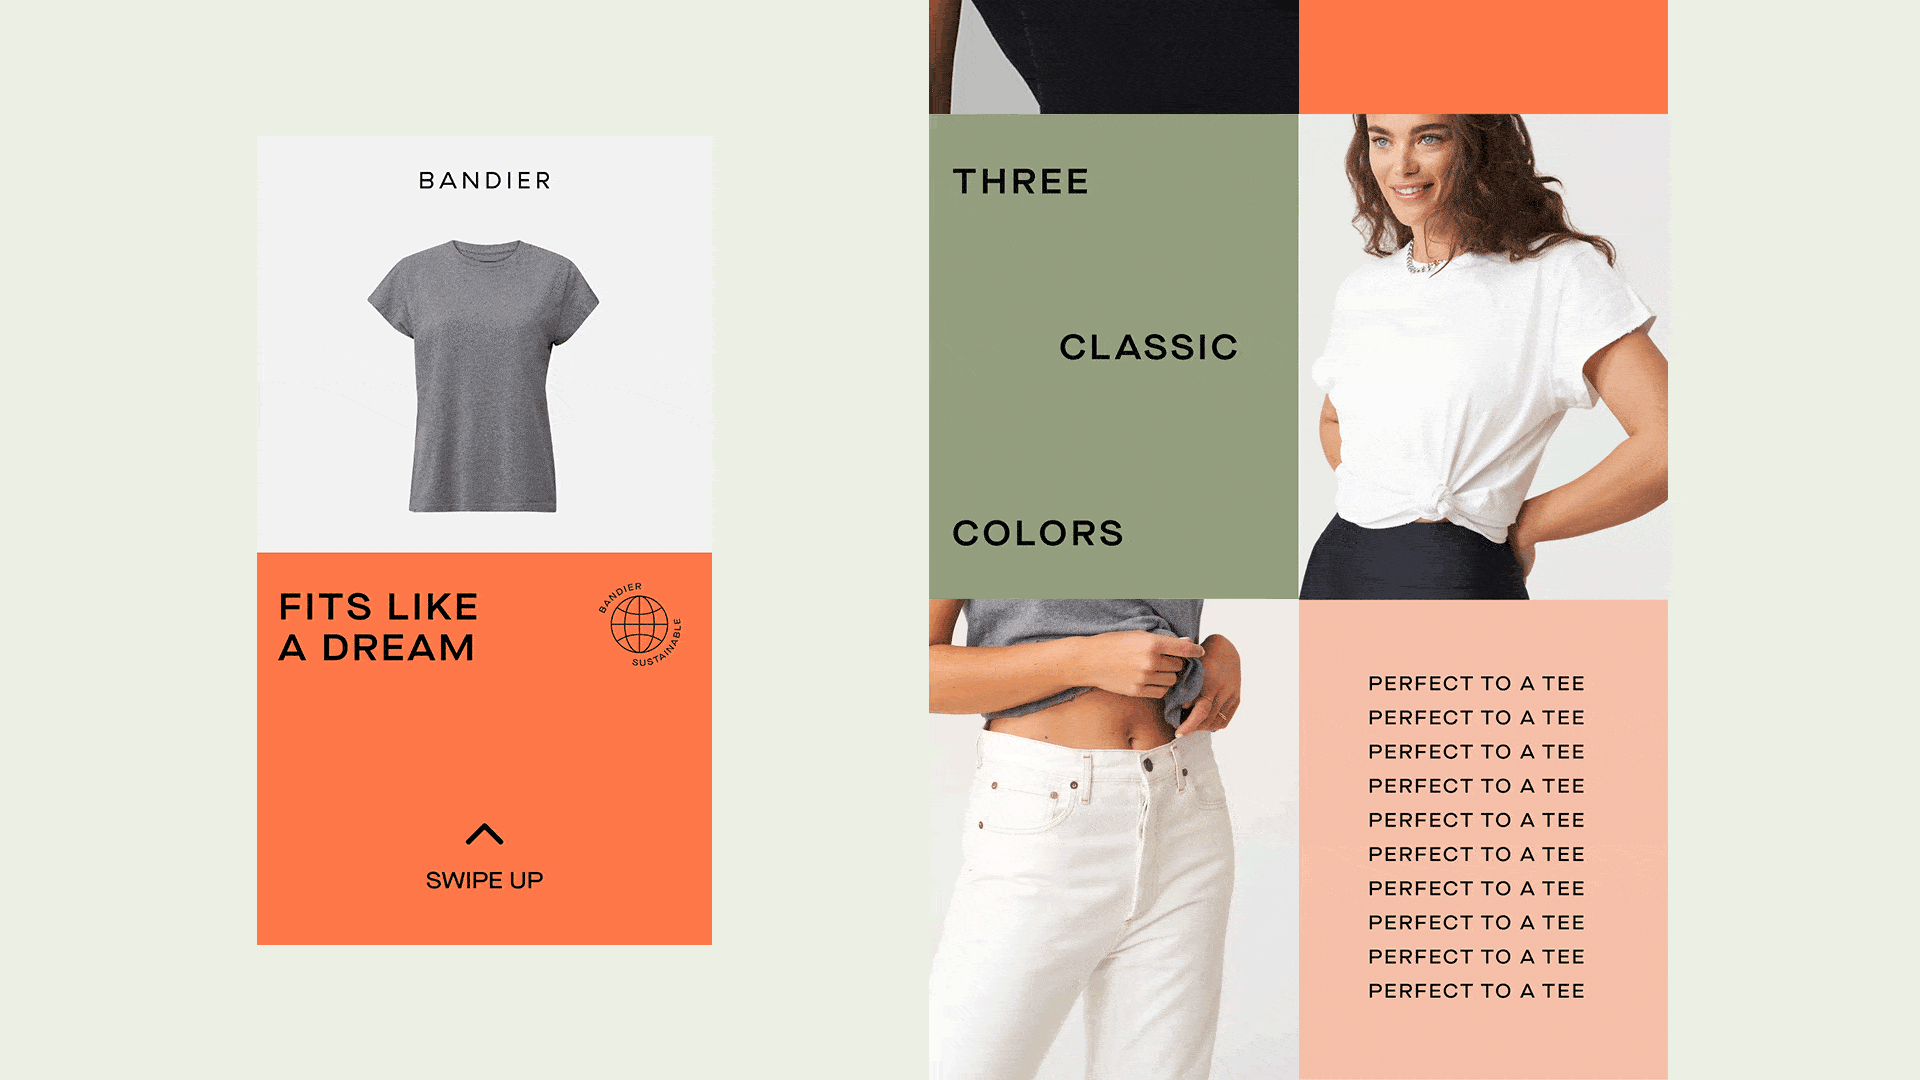 BANDIER
FITS LIKE
A DREAM
BANDIER
SUSTAINABLE
SWIPE UP
THREE
CLASSIC
COLORS
PERFECT TO A TEE
PERFECT TO A TEE
PERFECT TO A TEE
PERFECT TO A TEE
PERFECT TO A TEE
PERFECT TO A TEE
PERFECT TO A TEE
PERFECT TO A TEE
PERFECT TO A TEE
PERFECT TO A TEE